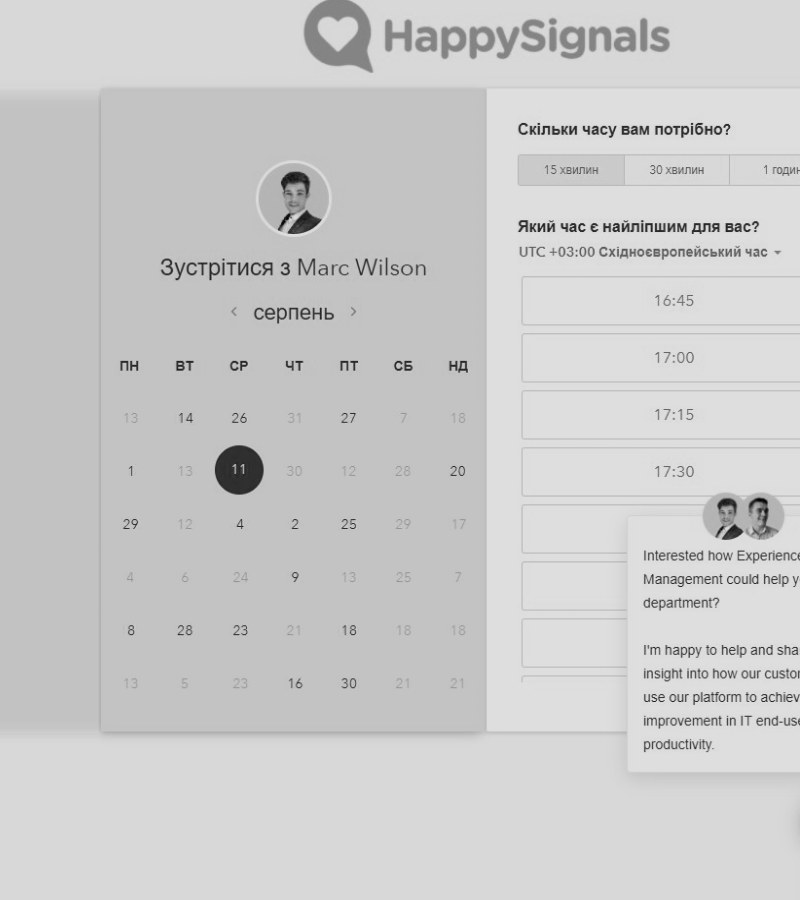 HappySignals
Зустрітися з Marc Wilson
серпень
ПН ВТ СР ЧТ ПТ СБ НД
13 14 26 31 27 7 18
1 13 11 30 12 28 20
29 12 4 2 25 29 17
4 6 24 9 13 25 7
8 28 23 21 18 18 18
13 5 23 16 30 21 21
Скільки часу вам потрібно?
15 хвилин 30 хвилин 1 годин
Який час є найліпшим для вас?
UTC +03:00 Східноєвропейський час
16:45
17:00
17:15
17:30
Interested how Experience
Management could help y
department?
I'm happy to help and sha
insight into how our custom
use our platform to achiev
improvement in IT end-use
productivity.